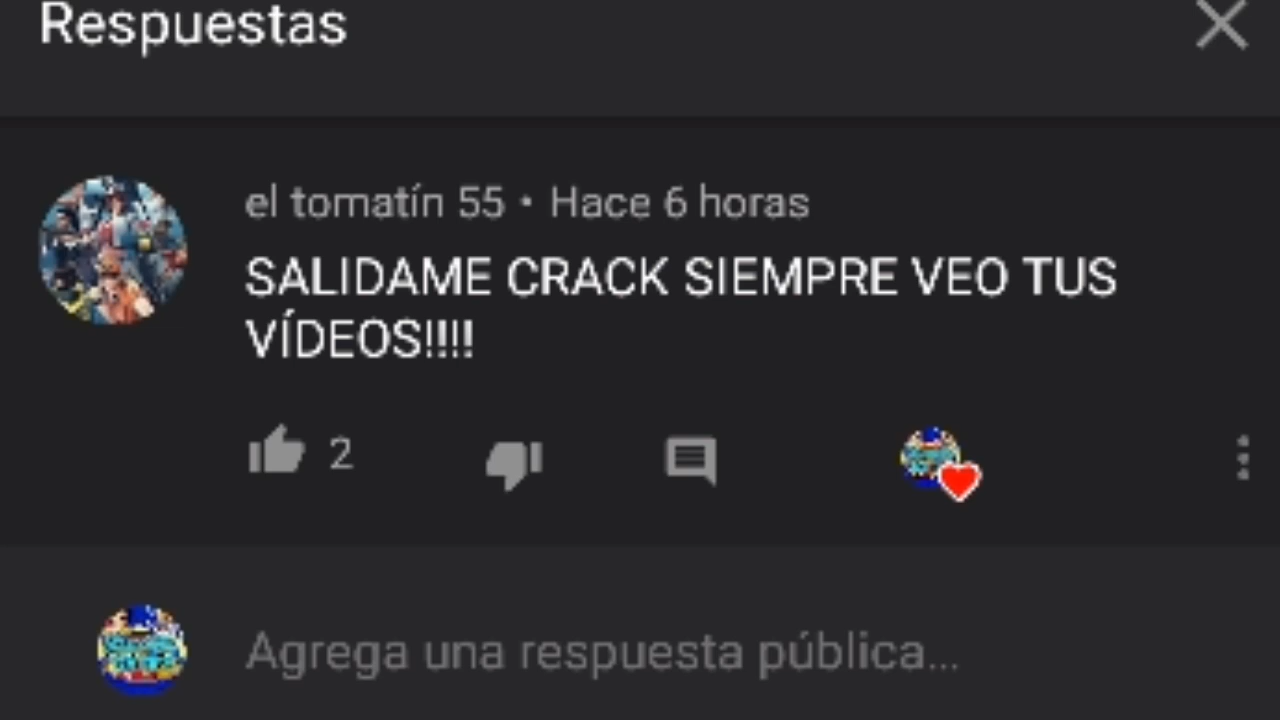 Respuestas
el tomatín 55 • Hace 6 horas
SALIDAME CRACK SIEMPRE VEO TUS
VÍDEOS!!!!
2
Agrega una respuesta pública...